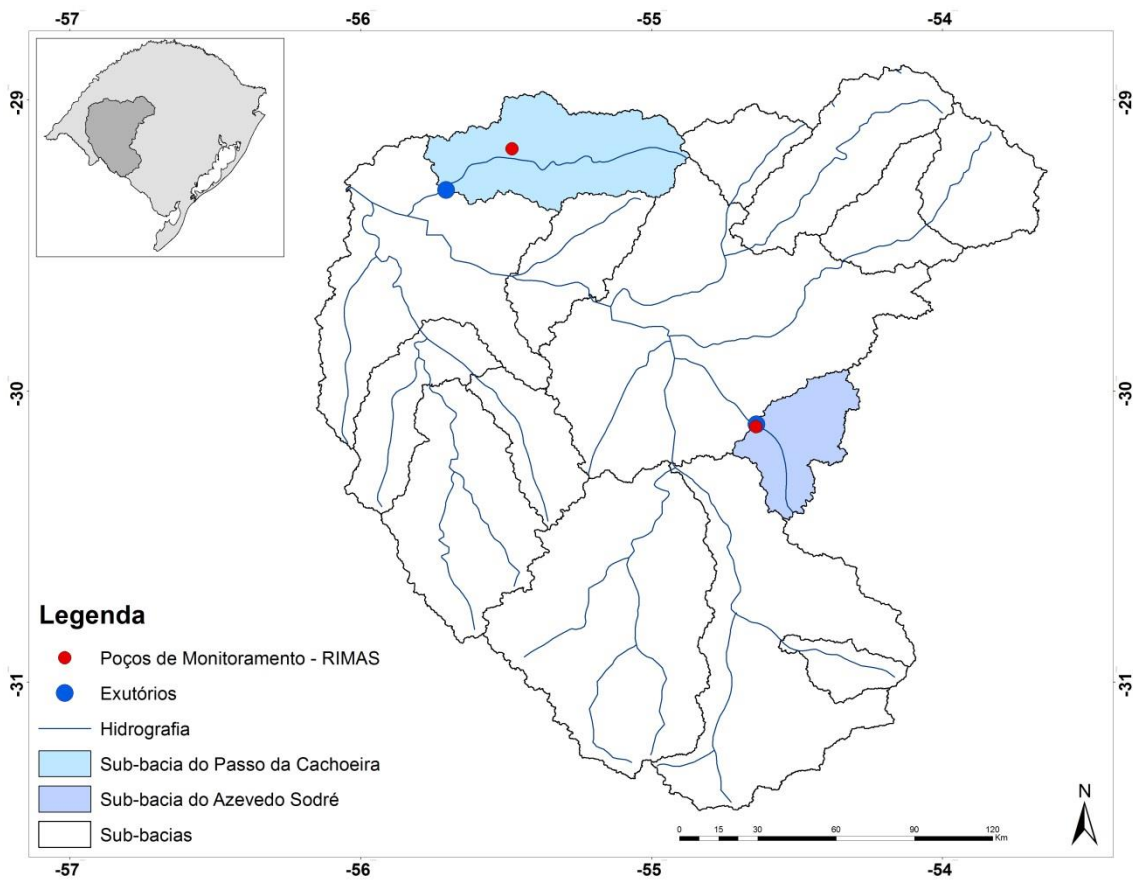 -57
-56
-55
-54
-29
-29
-30
-30
-31
-31
Legenda
Poços de Monitoramento - RIMAS
Exutórios
Hidrografia
Sub-bacia do Passo da Cachoeira
Sub-bacia do Azevedo Sodré
Sub-bacias
N
0 15 30 60 90 120
Km
-57
-56
-55
-54